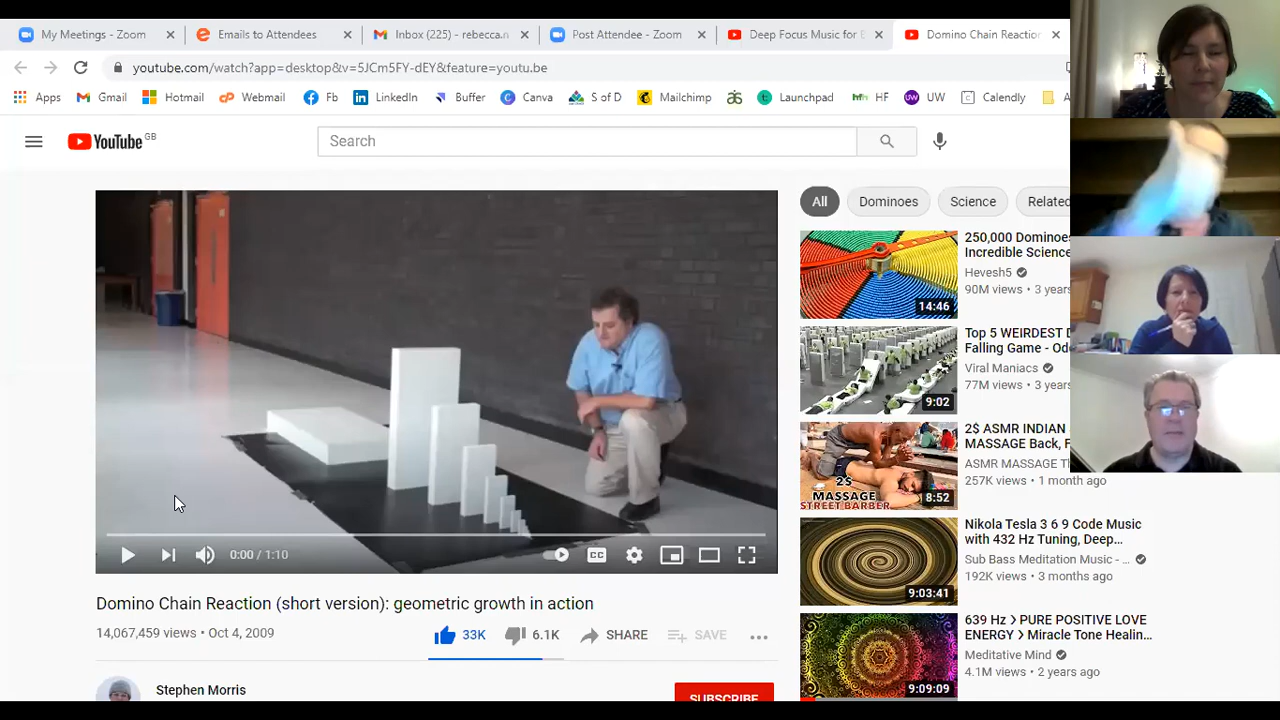 My Meetings - Zoom
Emails to Attendees
Inbox (225) - rebecca.w
Post Attendee - Zoom
Deep Focus Music for
Domino Chain Reaction
youtube.com/watch?app=desktop&v=5JCm5FY-dEY&feature=youtu.be
Apps Gmail Hotmail Webmail Fb LinkedIn Buffer Canva S of D Mailchimp Launchpad HF UW Calendly
YouTube GB
Search
All Dominoes Science Related
250,000 Dominoes
Incredible Science
Hevesh5
90M views • 3 years
14:46
Top 5 WEIRDEST D
Falling Game - Od
Viral Maniacs
77M views • 3 years
9:02
2$ ASMR INDIAN
MASSAGE Back, F
ASMR MASSAGE T
257K views • 1 month ago
2$
MASSAGE
STREET BARBER
8:52
Nikola Tesla 3 6 9 Code Music
with 432 Hz Tuning, Deep...
Sub Bass Meditation Music - ...
192K views • 3 months ago
9:03:41
639 Hz > PURE POSITIVE LOVE
ENERGY > Miracle Tone Healin...
Meditative Mind
4.1M views • 2 years ago
9:09:09
0:00 / 1:10
CC
Domino Chain Reaction (short version): geometric growth in action
14,067,459 views • Oct 4, 2009
33K 6.1K SHARE SAVE ...
Stephen Morris
SUBSCRIBE